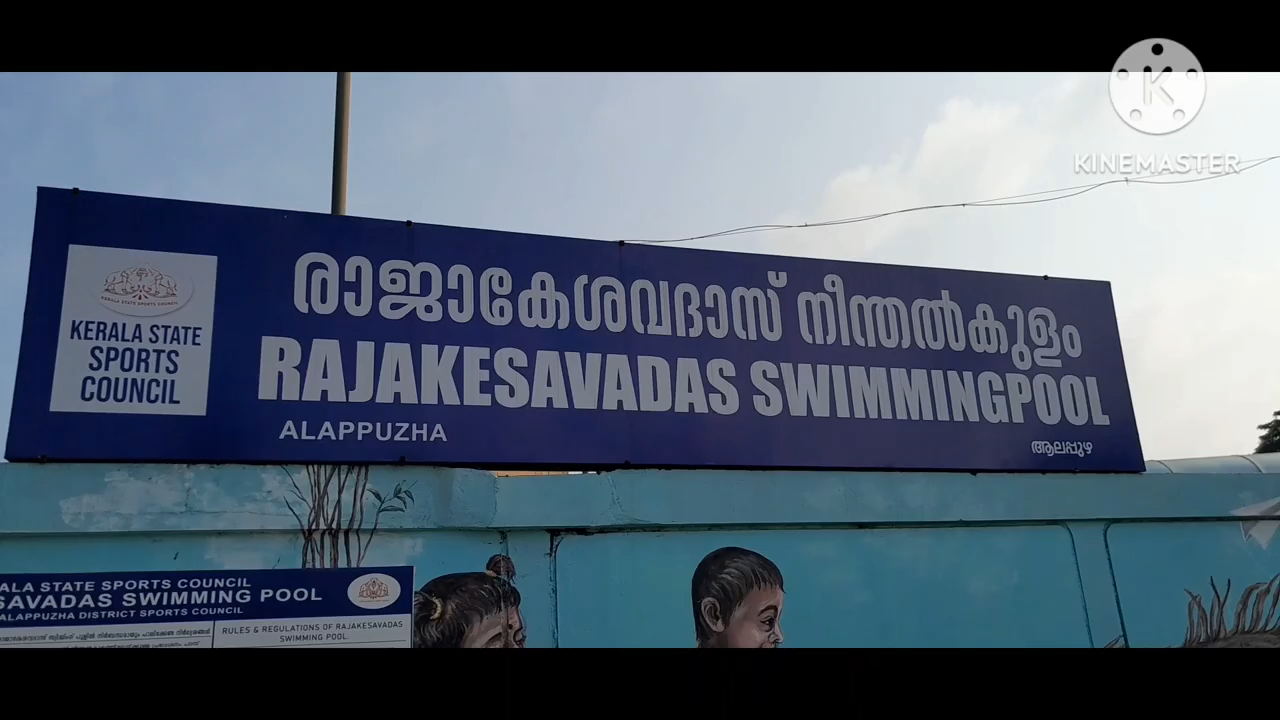 KINEMASTER
KERALA STATE SPORTS COUNCIL
KERALA STATE
SPORTS
COUNCIL
രാജാകേശവദാസ് നീന്തൽകുളം
RAJAKESAVADAS SWIMMINGPOOL
ALAPPUZHA
ആലപ്പുഴ
ALA STATE SPORTS COUNCIL
SAVADAS SWIMMING POOL
ALAPPUZHA DISTRICT SPORTS COUNCIL
RULES & REGULATIONS OF RAJAKESAVADAS
SWIMMING POOL.